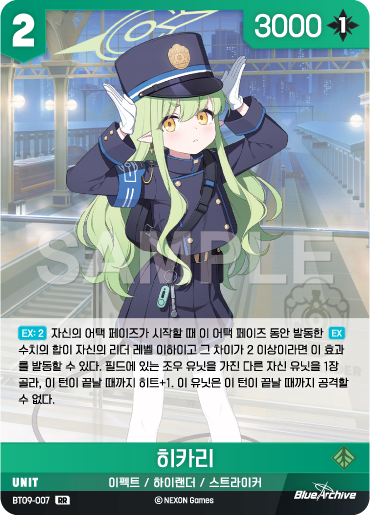 2
3000 1
SAMPLE
EX: 2 자신의 어택 페이즈가 시작할 때 이 어택 페이즈 동안 발동한 EX
수치의 합이 자신의 리더 레벨 이하이고 그 차이가 2 이상이라면 이 효과
를 발동할 수 있다. 필드에 있는 조우 유닛을 가진 다른 자신 유닛을 1장
골라, 이 턴이 끝날 때까지 히트+1. 이 유닛은 이 턴이 끝날 때까지 공격할
수 없다.
히카리
UNIT 이펙트 / 하이랜더 / 스트라이커
BT09-007 RR © NEXON Games BlueArchive